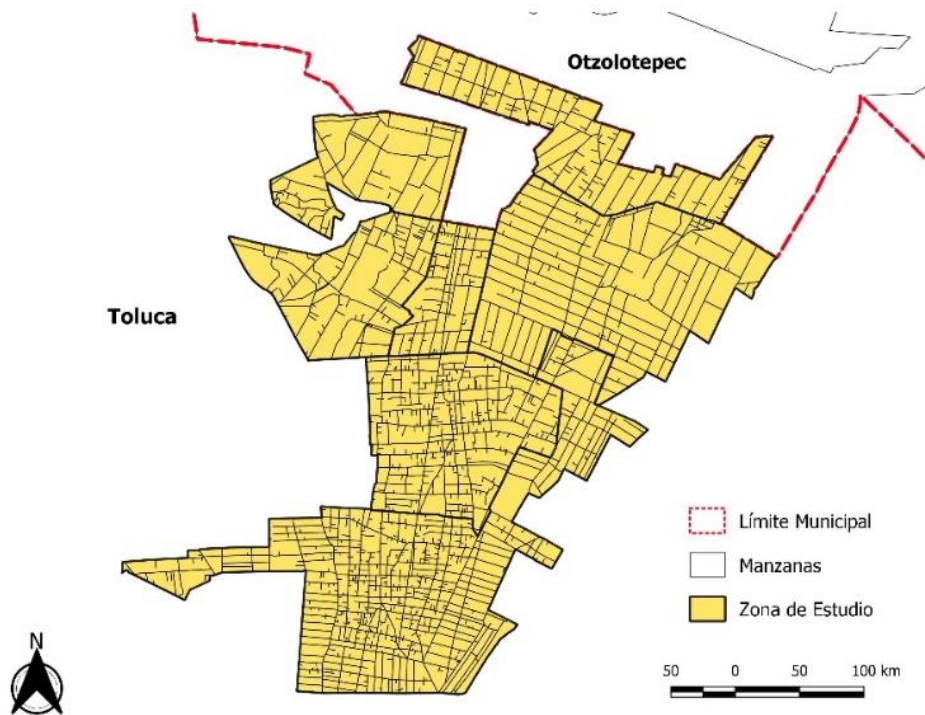 Otzolotepec
Toluca
Límite Municipal
Manzanas
Zona de Estudio
N
50 0 50 100 km